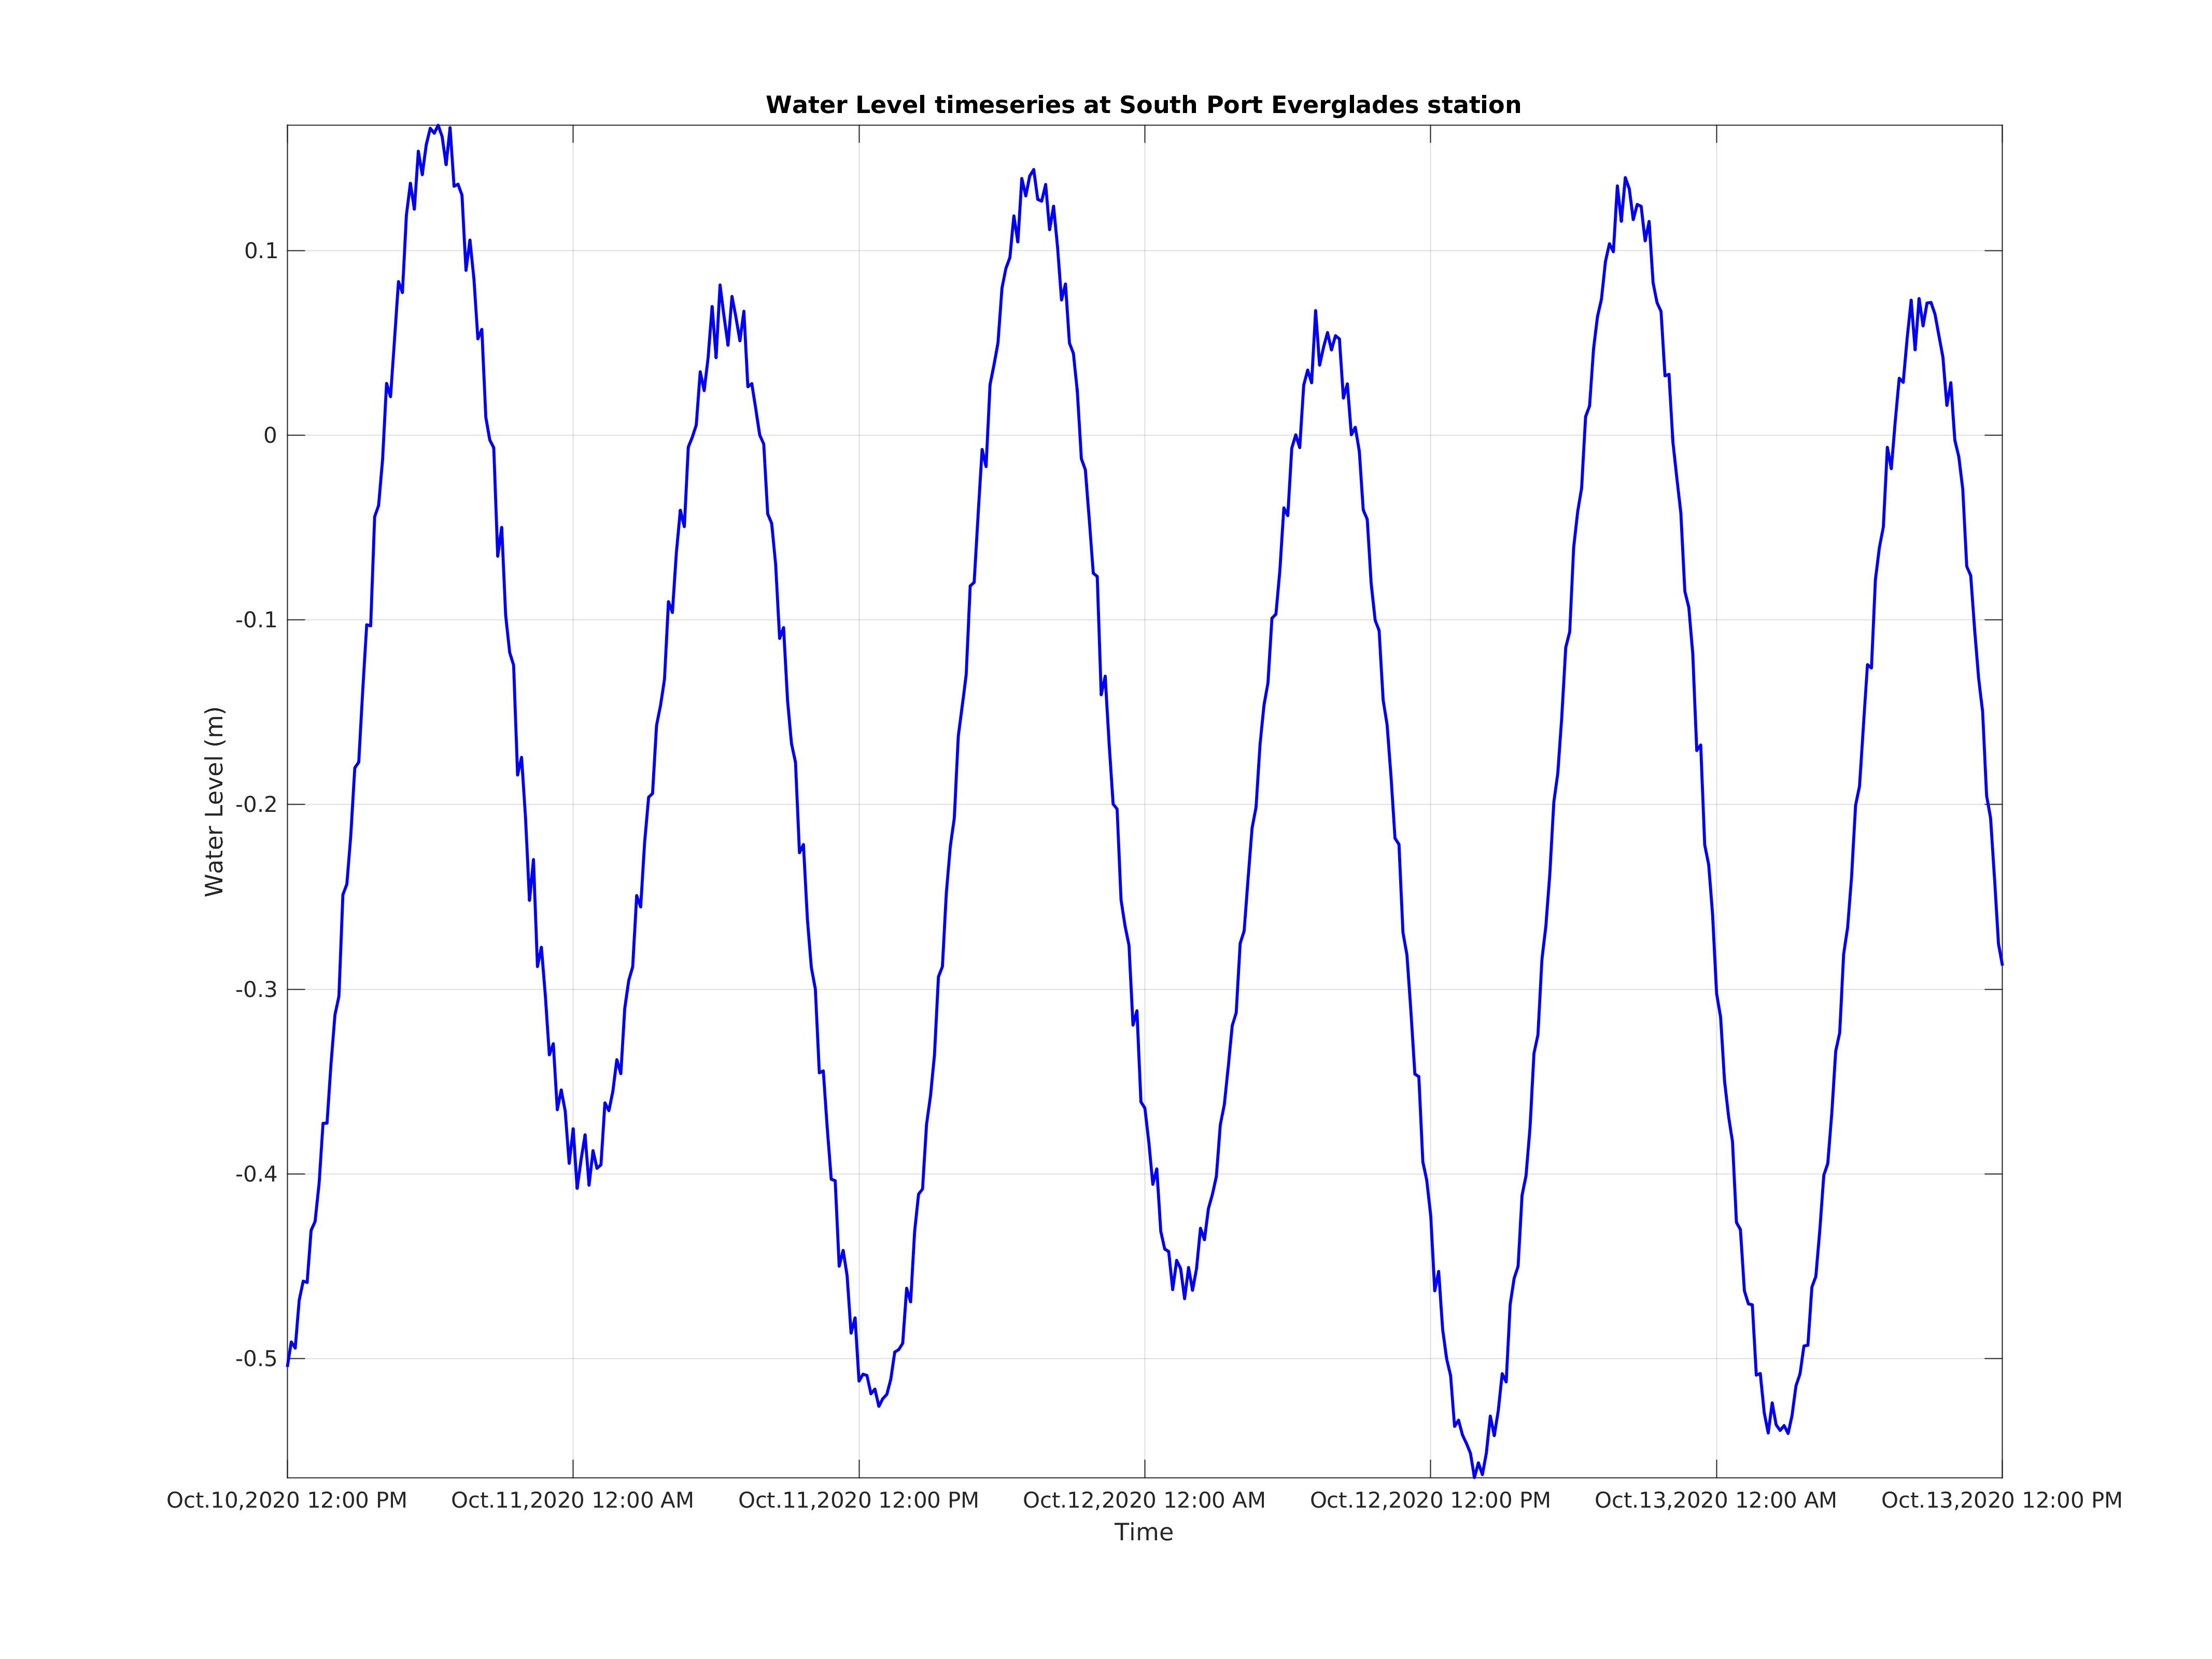 Water Level timeseries at South Port Everglades station
0.1
0
-0.1
-0.2
-0.3
-0.4
-0.5
Water Level (m)
Oct.10,2020 12:00 PM Oct.11,2020 12:00 AM Oct.11,2020 12:00 PM Oct.12,2020 12:00 AM Oct.12,2020 12:00 PM Oct.13,2020 12:00 AM Oct.13,2020 12:00 PM
Time